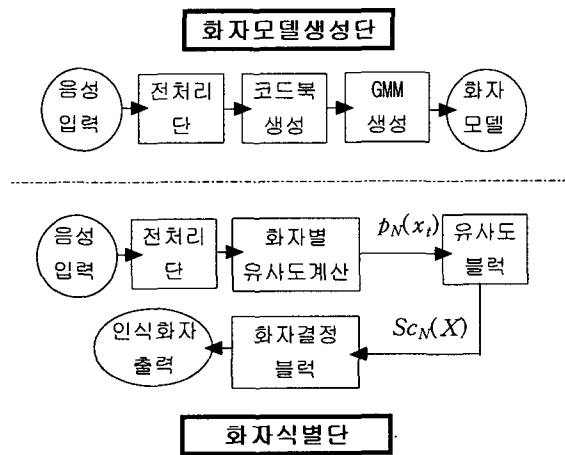 화자모델생성단
음성
입력
전처리
단
코드북
생성
GMM
생성
화자
모델
음성
입력
전처리
단
화자별
유사도계산
p_N(x_t)
유사도
블럭
Sc_N(X)
인식화자
출력
화자결정
블럭
화자식별단